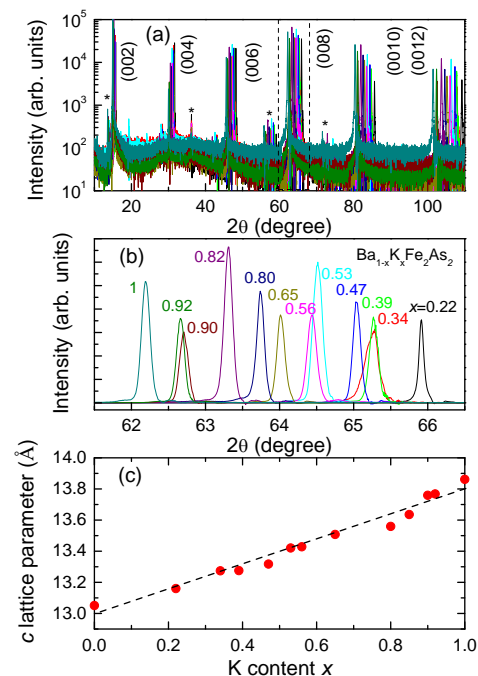 (a)
(002)
(004)
(006)
(008)
(0010)
(0012)
*
*
*
*
Intensity (arb. units)
10^5
10^4
10^3
10^2
10^1
20 40 60 80 100
2θ (degree)
(b)
Ba_{1-x}K_xFe_2As_2
1
0.92
0.90
0.82
0.80
0.65
0.56
0.53
0.47
0.39
0.34
x=0.22
Intensity (arb. units)
62 63 64 65 66
2θ (degree)
(c)
c lattice parameter (Å)
14.0
13.8
13.6
13.4
13.2
13.0
0.0 0.2 0.4 0.6 0.8 1.0
K content x